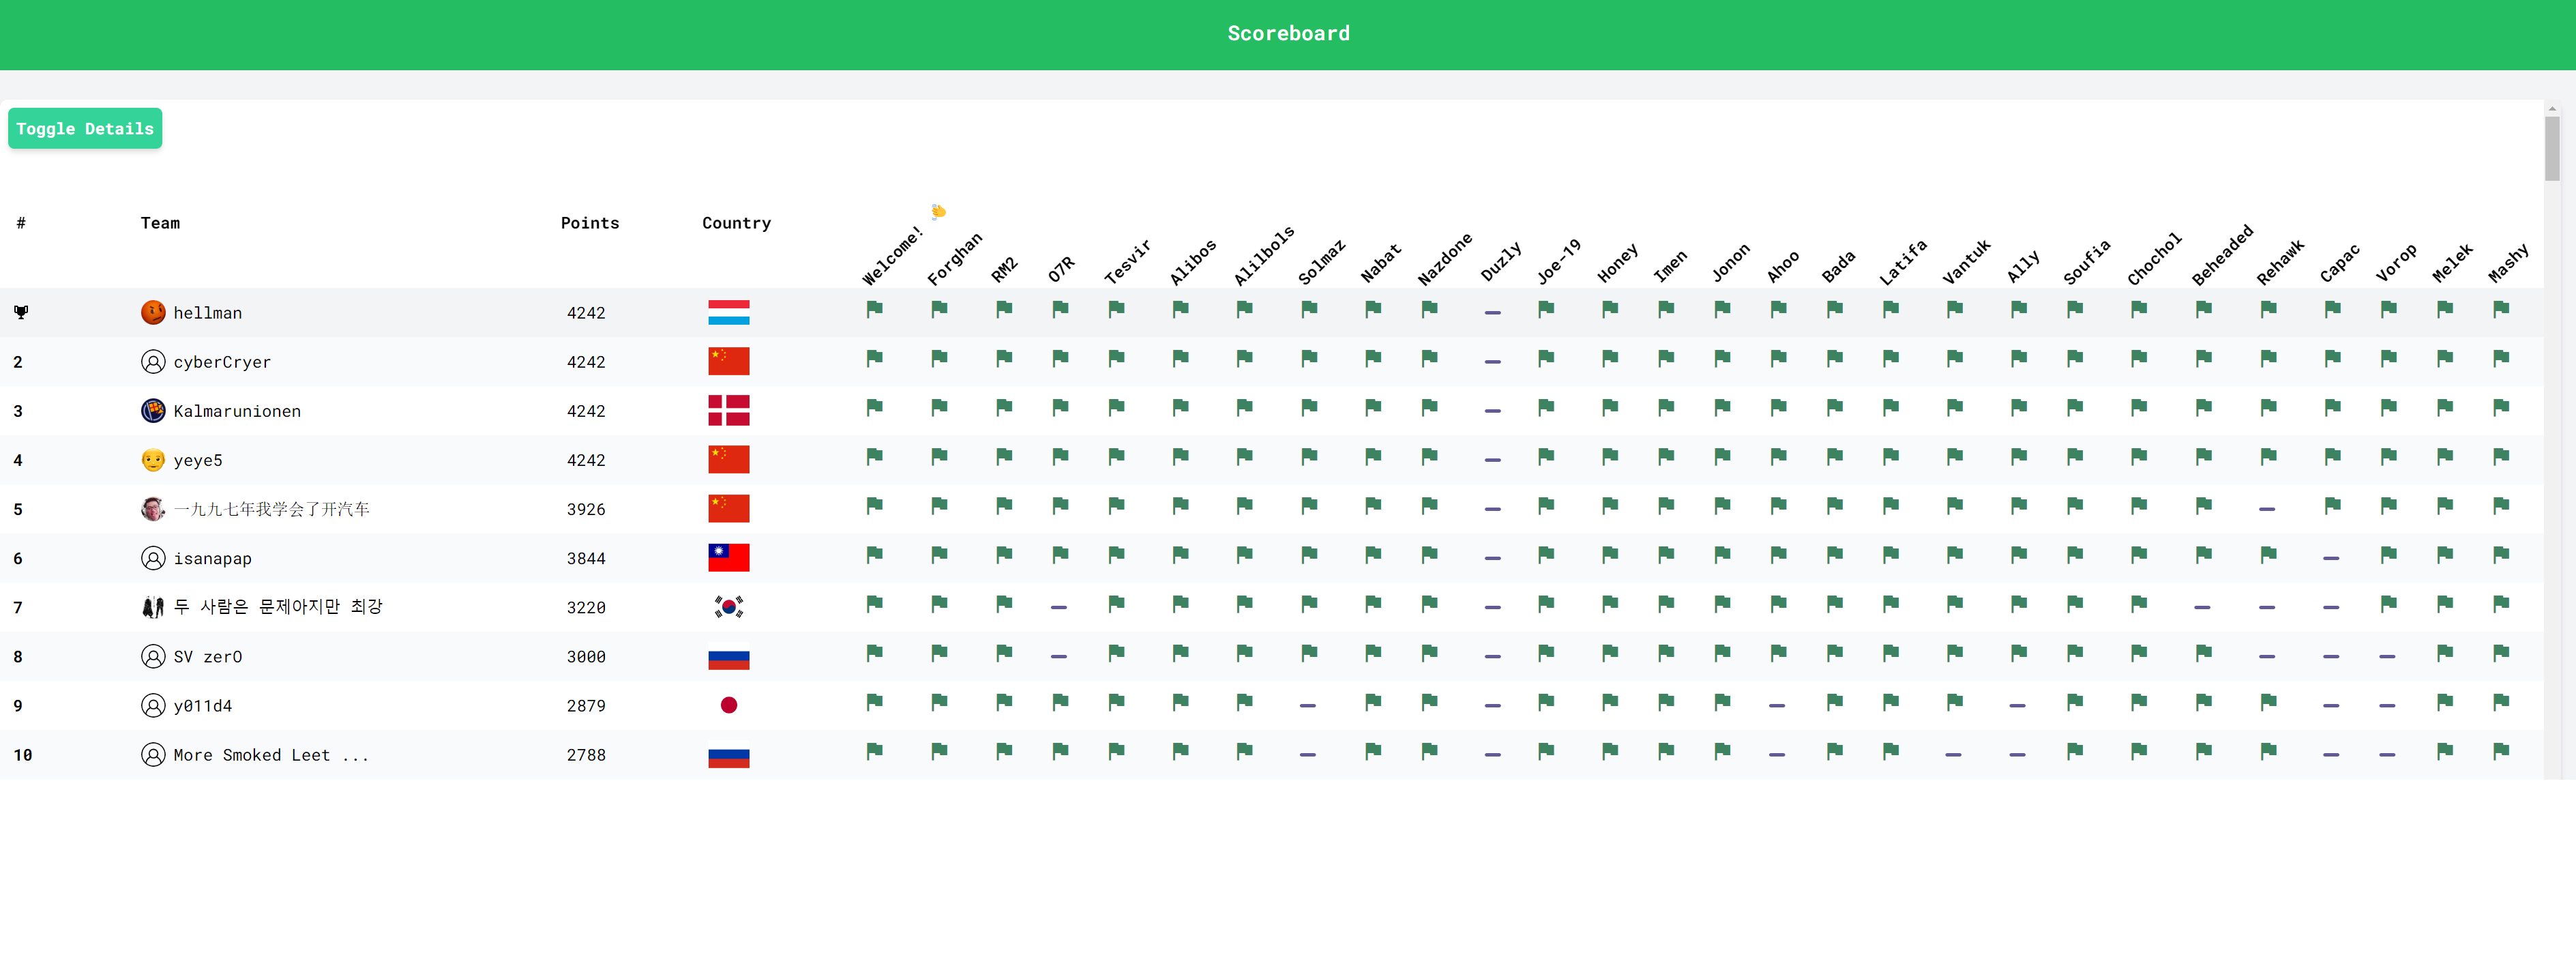 Scoreboard
Toggle Details
# Team Points Country Welcome! Forghan RM2 O7R Tesvir Alibos Alilbols Solmaz Nabat Nazdone Duzly Joe-19 Honey Imen Jonon Ahoo Bada Latifa Vantuk Ally Soufia Chochol Beheaded Rehawk Capac Vorop Melek Mashy
hellman 4242
2 cyberCryer 4242
3 Kalmarunionen 4242
4 yeye5 4242
5 一九九七年我学会了开汽车 3926
6 isanapap 3844
7 두 사람은 문제아지만 최강 3220
8 SV zerO 3000
9 y011d4 2879
10 More Smoked Leet ... 2788